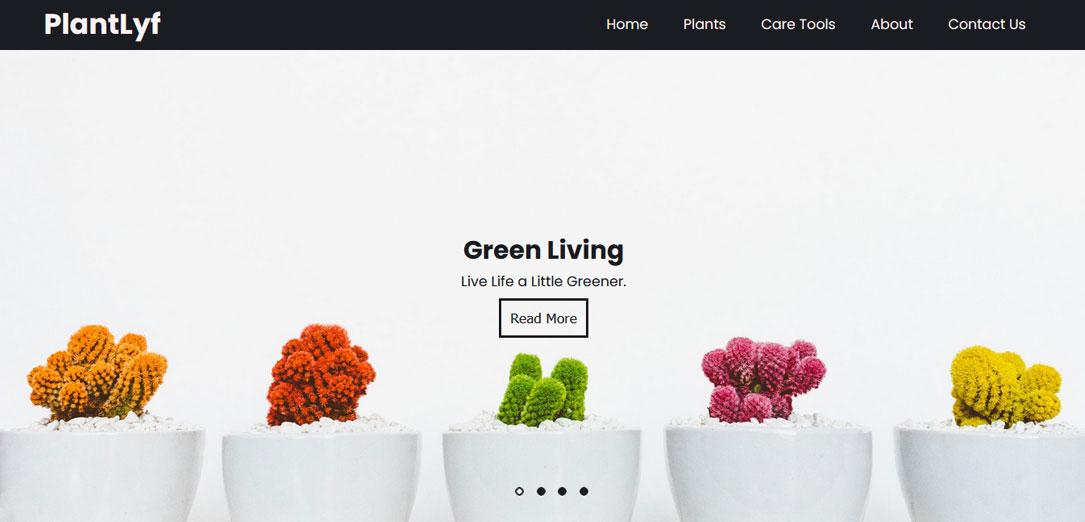 PlantLyf
Home Plants Care Tools About Contact Us
Green Living
Live Life a Little Greener.
Read More